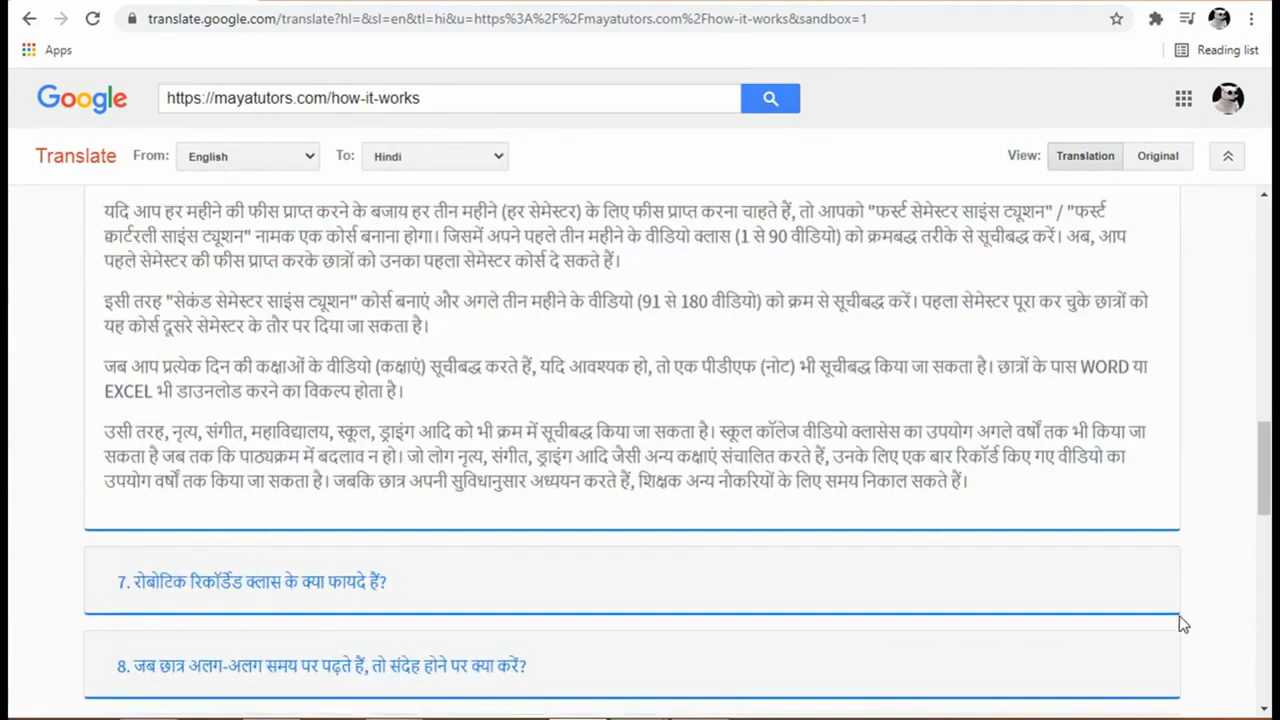 translate.google.com/translate?hl=&sl=en&tl=hi&u=https%3A%2F%2Fmayatutors.com%2Fhow-it-works&sandbox=1
Apps
Reading list
Google
https://mayatutors.com/how-it-works
Translate From: English To: Hindi View: Translation Original
यदि आप हर महीने की फीस प्राप्त करने के बजाय हर तीन महीने (हर सेमेस्टर) के लिए फीस प्राप्त करना चाहते हैं, तो आपको "फर्स्ट सेमेस्टर साइंस ट्यूशन" / "फर्स्ट
क्वार्टरली साइंस ट्यूशन" नामक एक कोर्स बनाना होगा। जिसमें अपने पहले तीन महीने के वीडियो क्लास (1 से 90 वीडियो) को क्रमबद्ध तरीके से सूचीबद्ध करें। अब, आप
पहले सेमेस्टर की फीस प्राप्त करके छात्रों को उनका पहला सेमेस्टर कोर्स दे सकते हैं।
इसी तरह "सेकंड सेमेस्टर साइंस ट्यूशन" कोर्स बनाएं और अगले तीन महीने के वीडियो (91 से 180 वीडियो) को क्रम से सूचीबद्ध करें। पहला सेमेस्टर पूरा कर चुके छात्रों को
यह कोर्स दूसरे सेमेस्टर के तौर पर दिया जा सकता है।
जब आप प्रत्येक दिन की कक्षाओं के वीडियो (कक्षाएं) सूचीबद्ध करते हैं, यदि आवश्यक हो, तो एक पीडीएफ (नोट) भी सूचीबद्ध किया जा सकता है। छात्रों के पास WORD या
EXCEL भी डाउनलोड करने का विकल्प होता है।
उसी तरह, नृत्य, संगीत, महाविद्यालय, स्कूल, ड्राइंग आदि को भी क्रम में सूचीबद्ध किया जा सकता है। स्कूल कॉलेज वीडियो क्लासेस का उपयोग अगले वर्षों तक भी किया जा
सकता है जब तक कि पाठ्यक्रम में बदलाव न हो। जो लोग नृत्य, संगीत, ड्राइंग आदि जैसी अन्य कक्षाएं संचालित करते हैं, उनके लिए एक बार रिकॉर्ड किए गए वीडियो का
उपयोग वर्षों तक किया जा सकता है। जबकि छात्र अपनी सुविधानुसार अध्ययन करते हैं, शिक्षक अन्य नौकरियों के लिए समय निकाल सकते हैं।
7. रोबोटिक रिकॉर्डेड क्लास के क्या फायदे हैं?
8. जब छात्र अलग-अलग समय पर पढ़ते हैं, तो संदेह होने पर क्या करें?